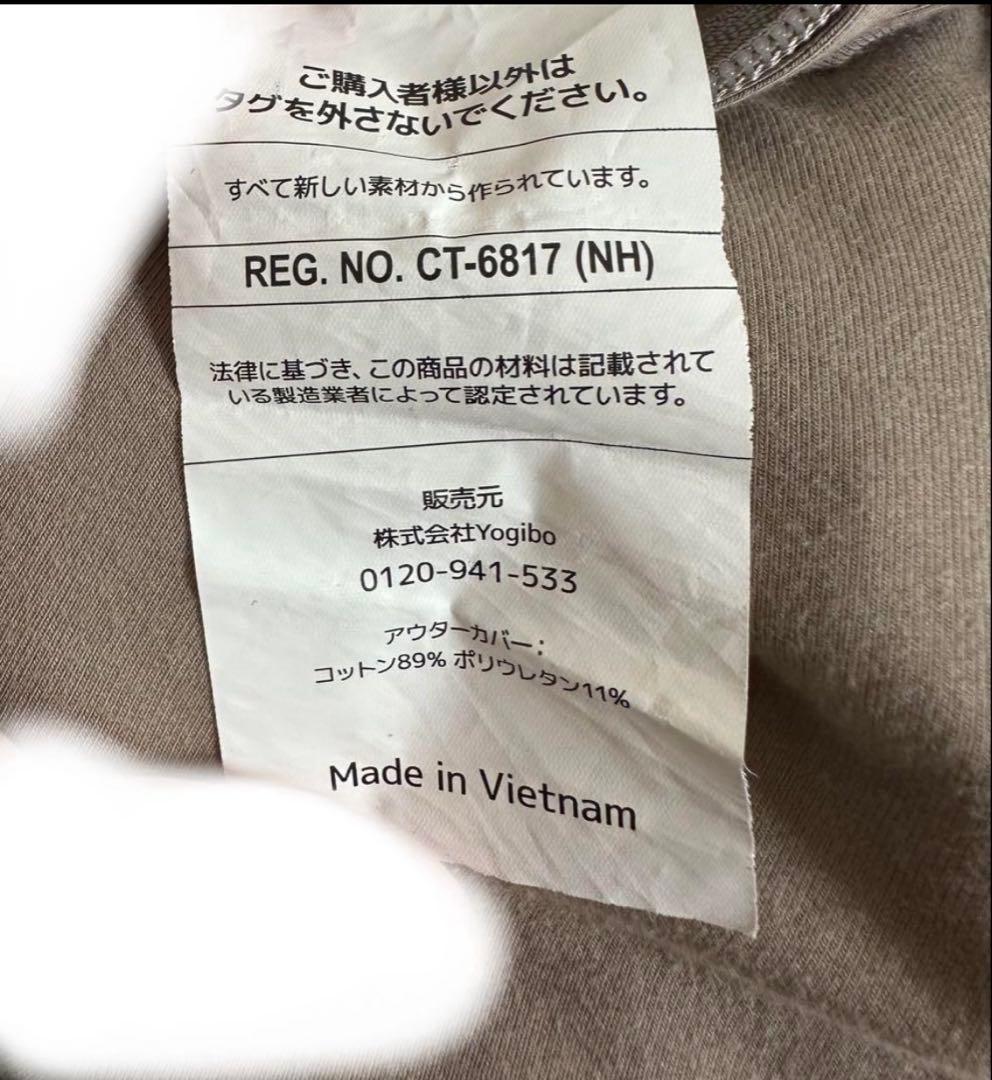 ご購入者様以外は
タグを外さないでください。
すべて新しい素材から作られています。
REG. NO. CT-6817 (NH)
法律に基づき、この商品の材料は記載されて
いる製造業者によって認定されています。
販売元
株式会社Yogibo
0120-941-533
アウターカバー：
コットン89% ポリウレタン11%
Made in Vietnam